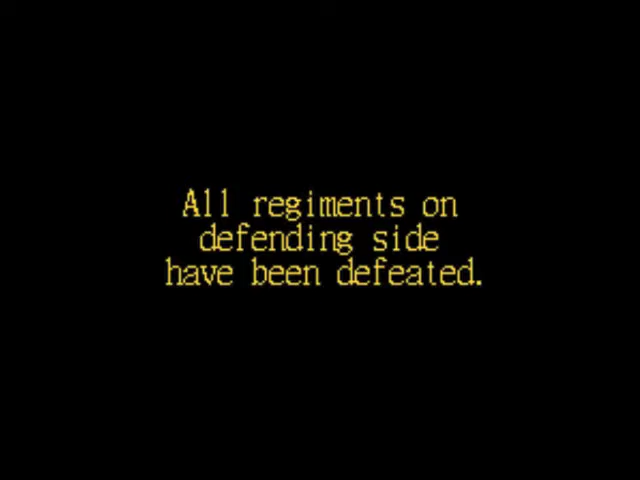 All regiments on
defending side
have been defeated.